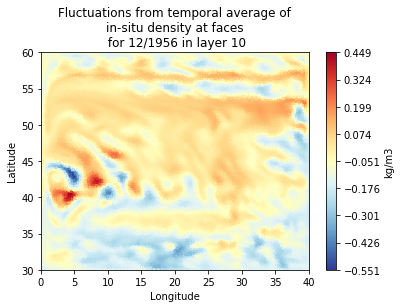 Fluctuations from temporal average of
in-situ density at faces
for 12/1956 in layer 10
60
55
50
45
40
35
30
Latitude
0 5 10 15 20 25 30 35 40
Longitude
0.449
0.324
0.199
0.074
−0.051
−0.176
−0.301
−0.426
−0.551
kg/m3